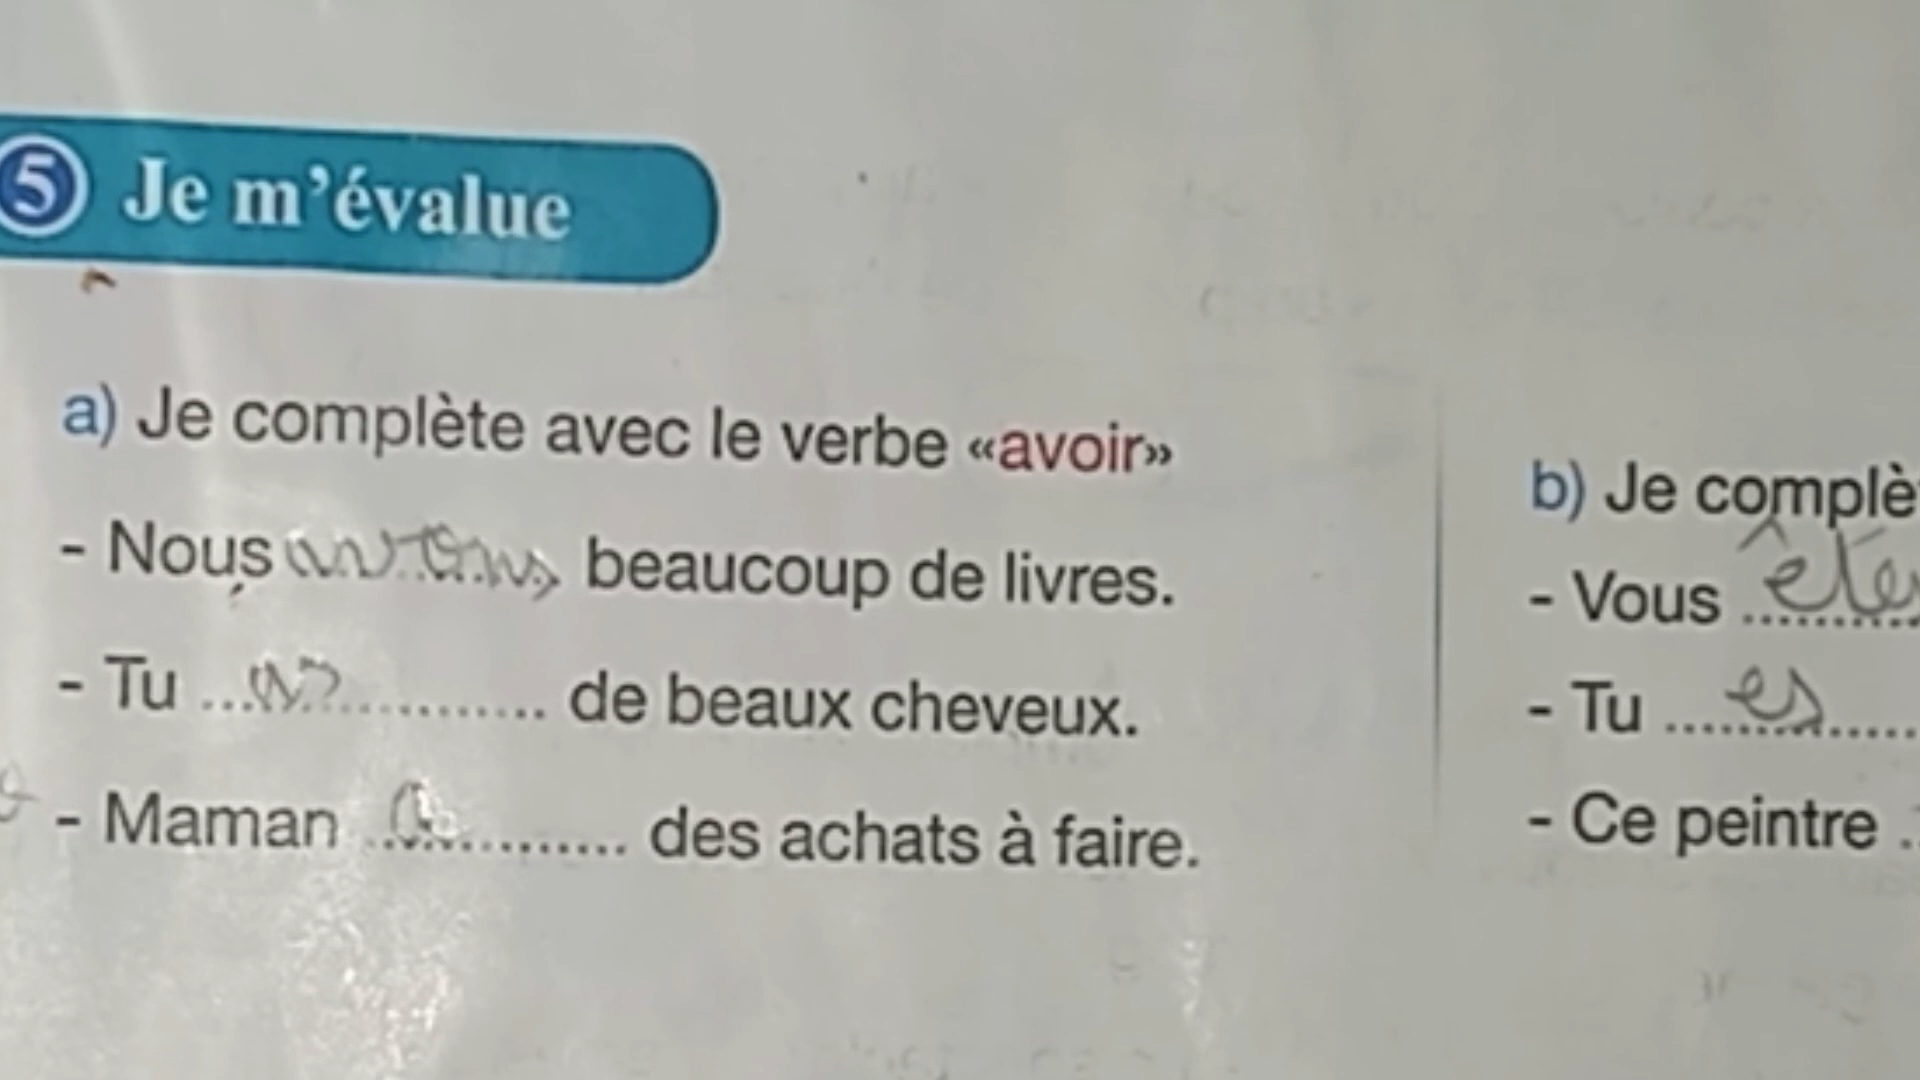 5 Je m'évalue
a) Je complète avec le verbe «avoir»
- Nous avons beaucoup de livres.
- Tu as de beaux cheveux.
- Maman a des achats à faire.
b) Je complè
- Vous ête
- Tu es
- Ce peintre